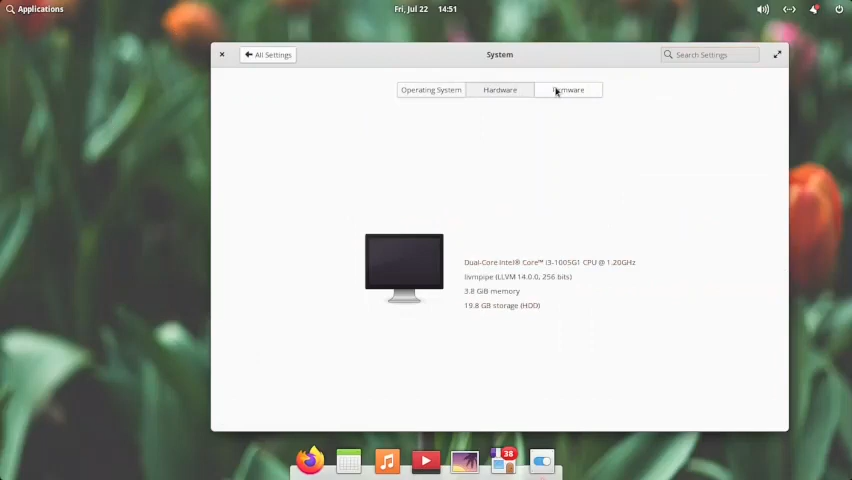 Applications
Fri, Jul 22 14:51
All Settings
System
Search Settings
Operating System
Hardware
Dual-Core Intel® Core™ i3-1005G1 CPU @ 1.20GHz
llvmpipe (LLVM 14.0.0, 256 bits)
3.8 GiB memory
19.8 GB storage (HDD)
38